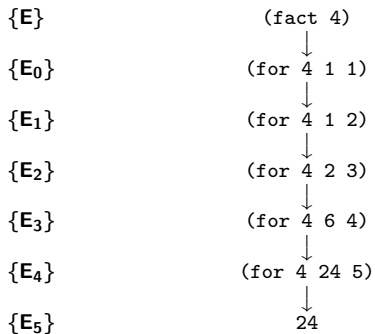 {E} (fact 4)
{E₀} (for 4 1 1)
{E₁} (for 4 1 2)
{E₂} (for 4 2 3)
{E₃} (for 4 6 4)
{E₄} (for 4 24 5)
{E₅} 24